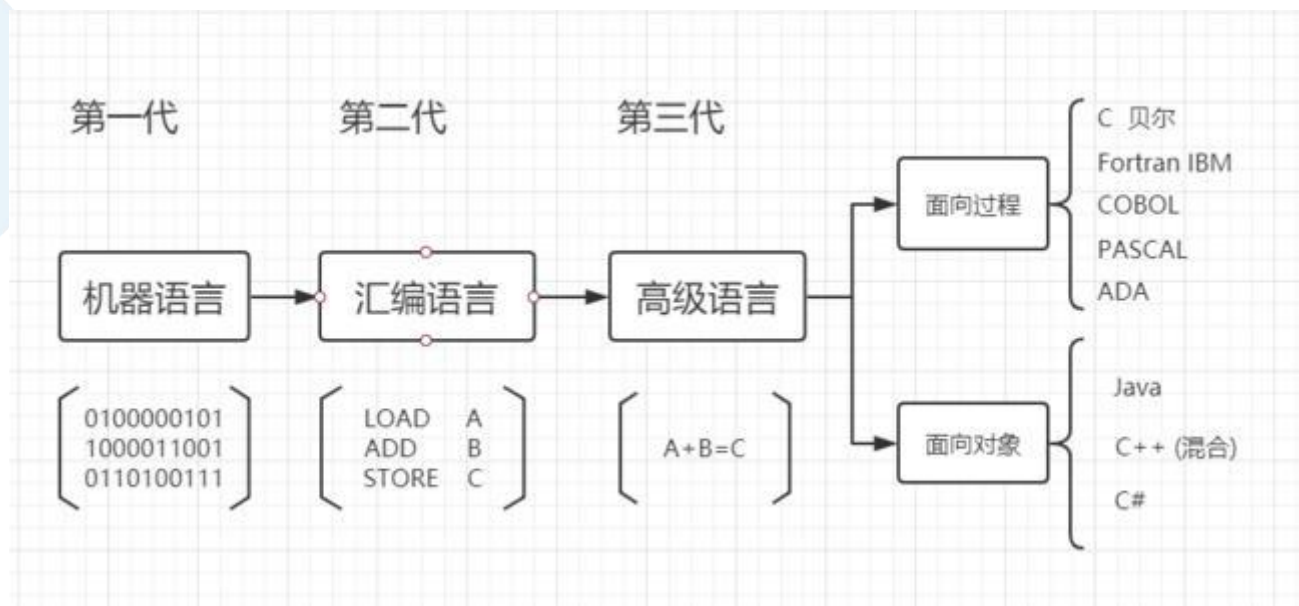 第一代
第二代
第三代
机器语言
汇编语言
高级语言
0100000101
1000011001
0110100111
LOAD A
ADD B
STORE C
A+B=C
面向过程
C 贝尔
Fortran IBM
COBOL
PASCAL
ADA
面向对象
Java
C++ (混合)
C#